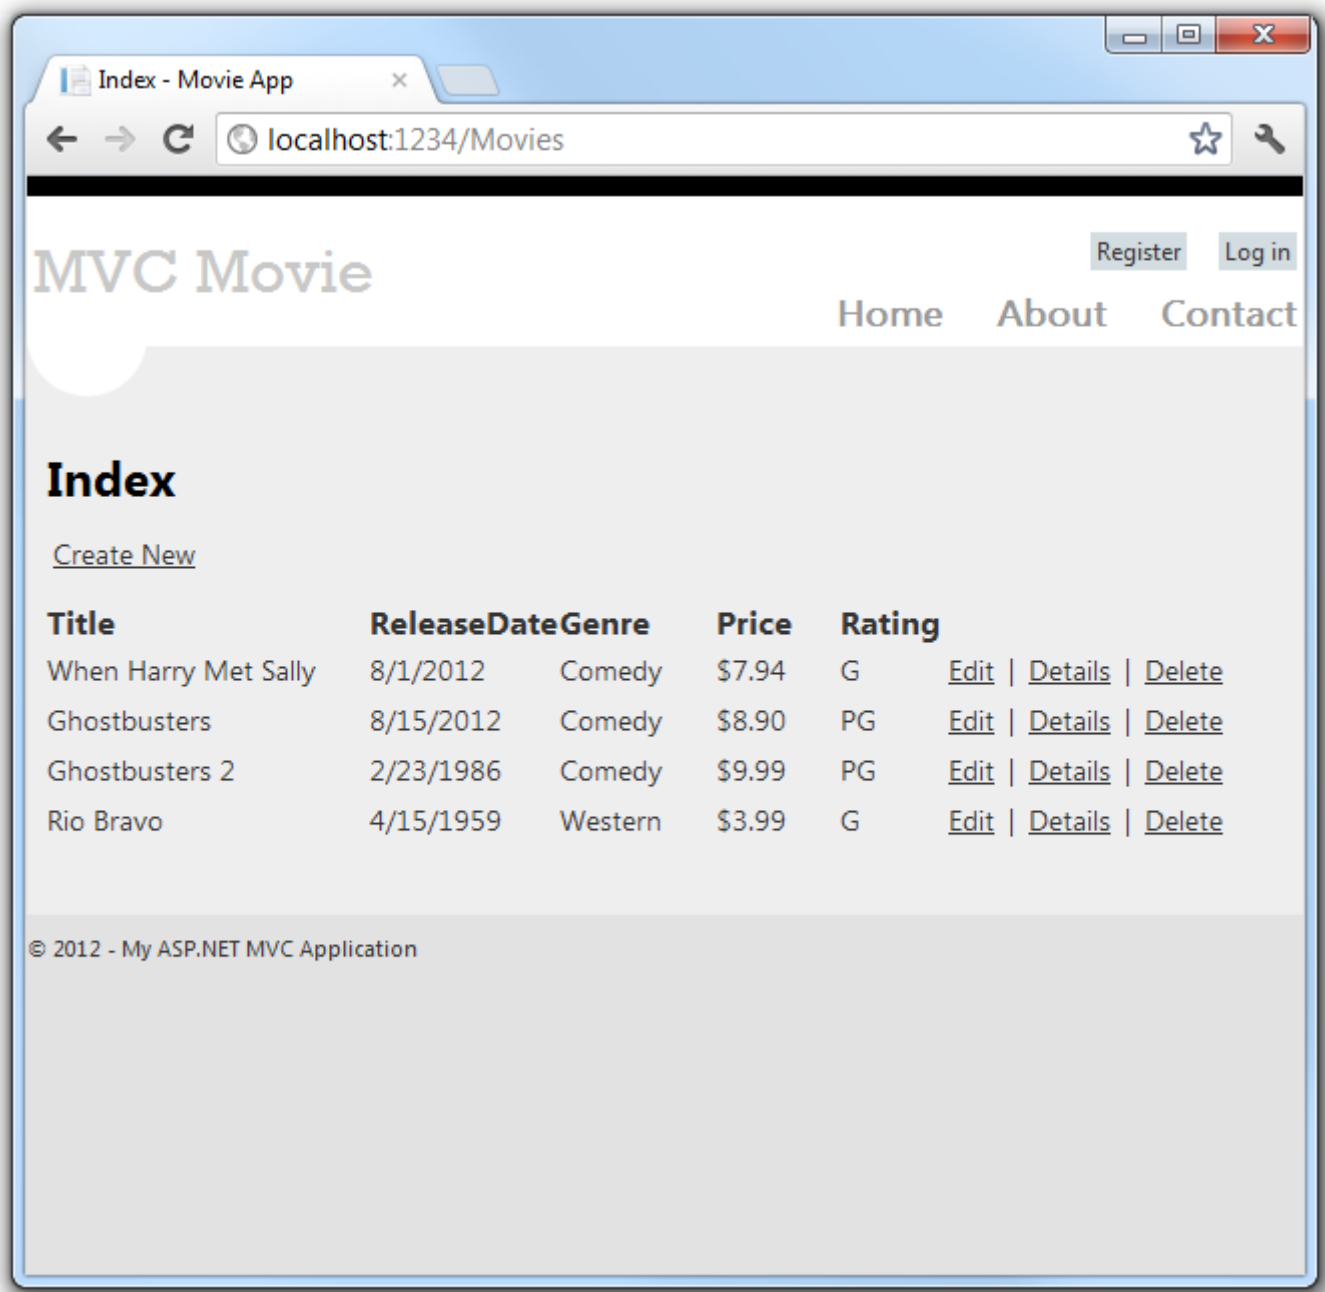 Index - Movie App
localhost:1234/Movies
Register Log in
MVC Movie
Home About Contact
Index
Create New
Title ReleaseDate Genre Price Rating
When Harry Met Sally 8/1/2012 Comedy $7.94 G Edit | Details | Delete
Ghostbusters 8/15/2012 Comedy $8.90 PG Edit | Details | Delete
Ghostbusters 2 2/23/1986 Comedy $9.99 PG Edit | Details | Delete
Rio Bravo 4/15/1959 Western $3.99 G Edit | Details | Delete
© 2012 - My ASP.NET MVC Application